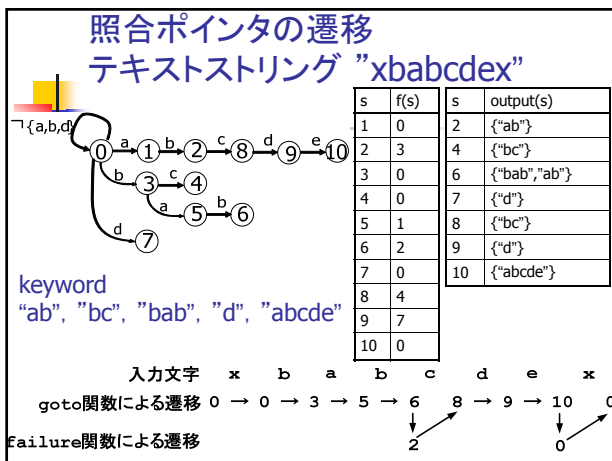 照合ポインタの遷移
テキストストリング ”xbabcdex”
￢{a,b,d}
0 a 1 b 2 c 8 d 9 e 10
b 3 c 4
a 5 b 6
d 7
keyword
“ab”, ”bc”, ”bab”, ”d”, ”abcde”
s f(s)
1 0
2 3
3 0
4 0
5 1
6 2
7 0
8 4
9 7
10 0
s output(s)
2 {“ab”}
4 {“bc”}
6 {“bab”,”ab”}
7 {“d”}
8 {“bc”}
9 {“d”}
10 {“abcde”}
入力文字 x b a b c d e x
goto関数による遷移 0 → 0 → 3 → 5 → 6 8 → 9 → 10 0
failure関数による遷移 2 0